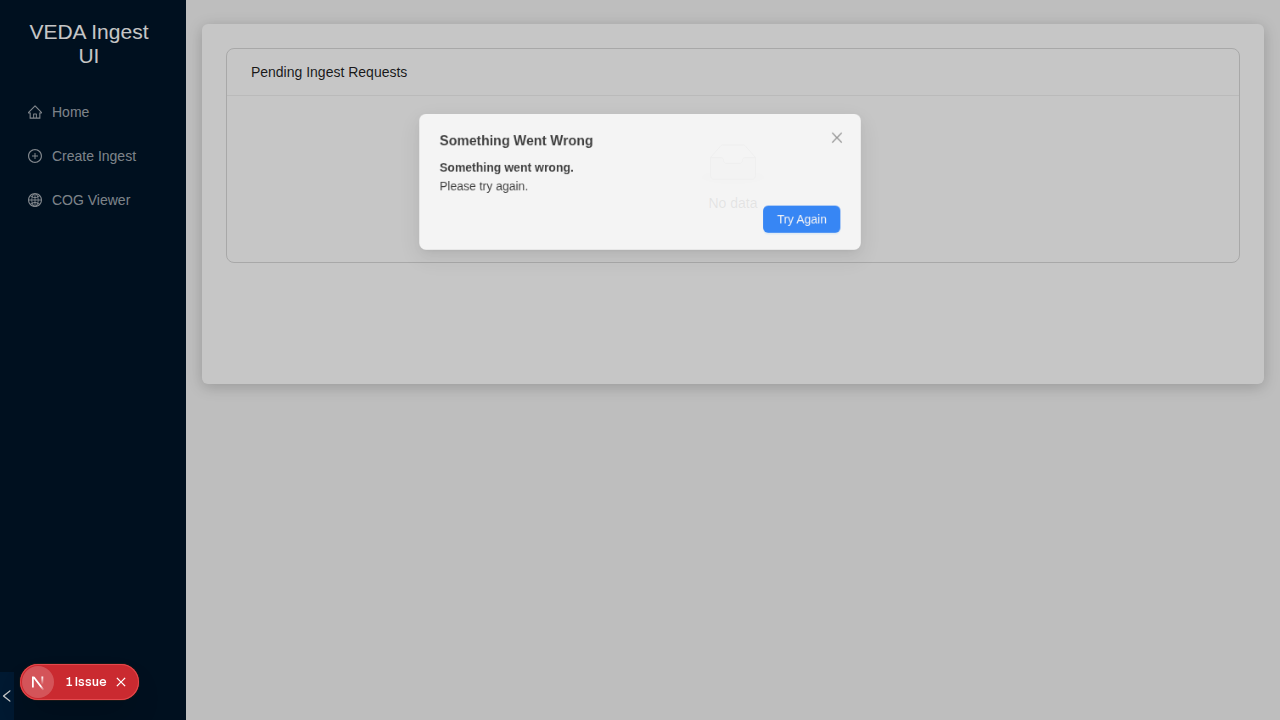 VEDA Ingest
UI
Home
Create Ingest
COG Viewer
Pending Ingest Requests
Something Went Wrong
Something went wrong.
Please try again.
No data
Try Again
N
1 Issue